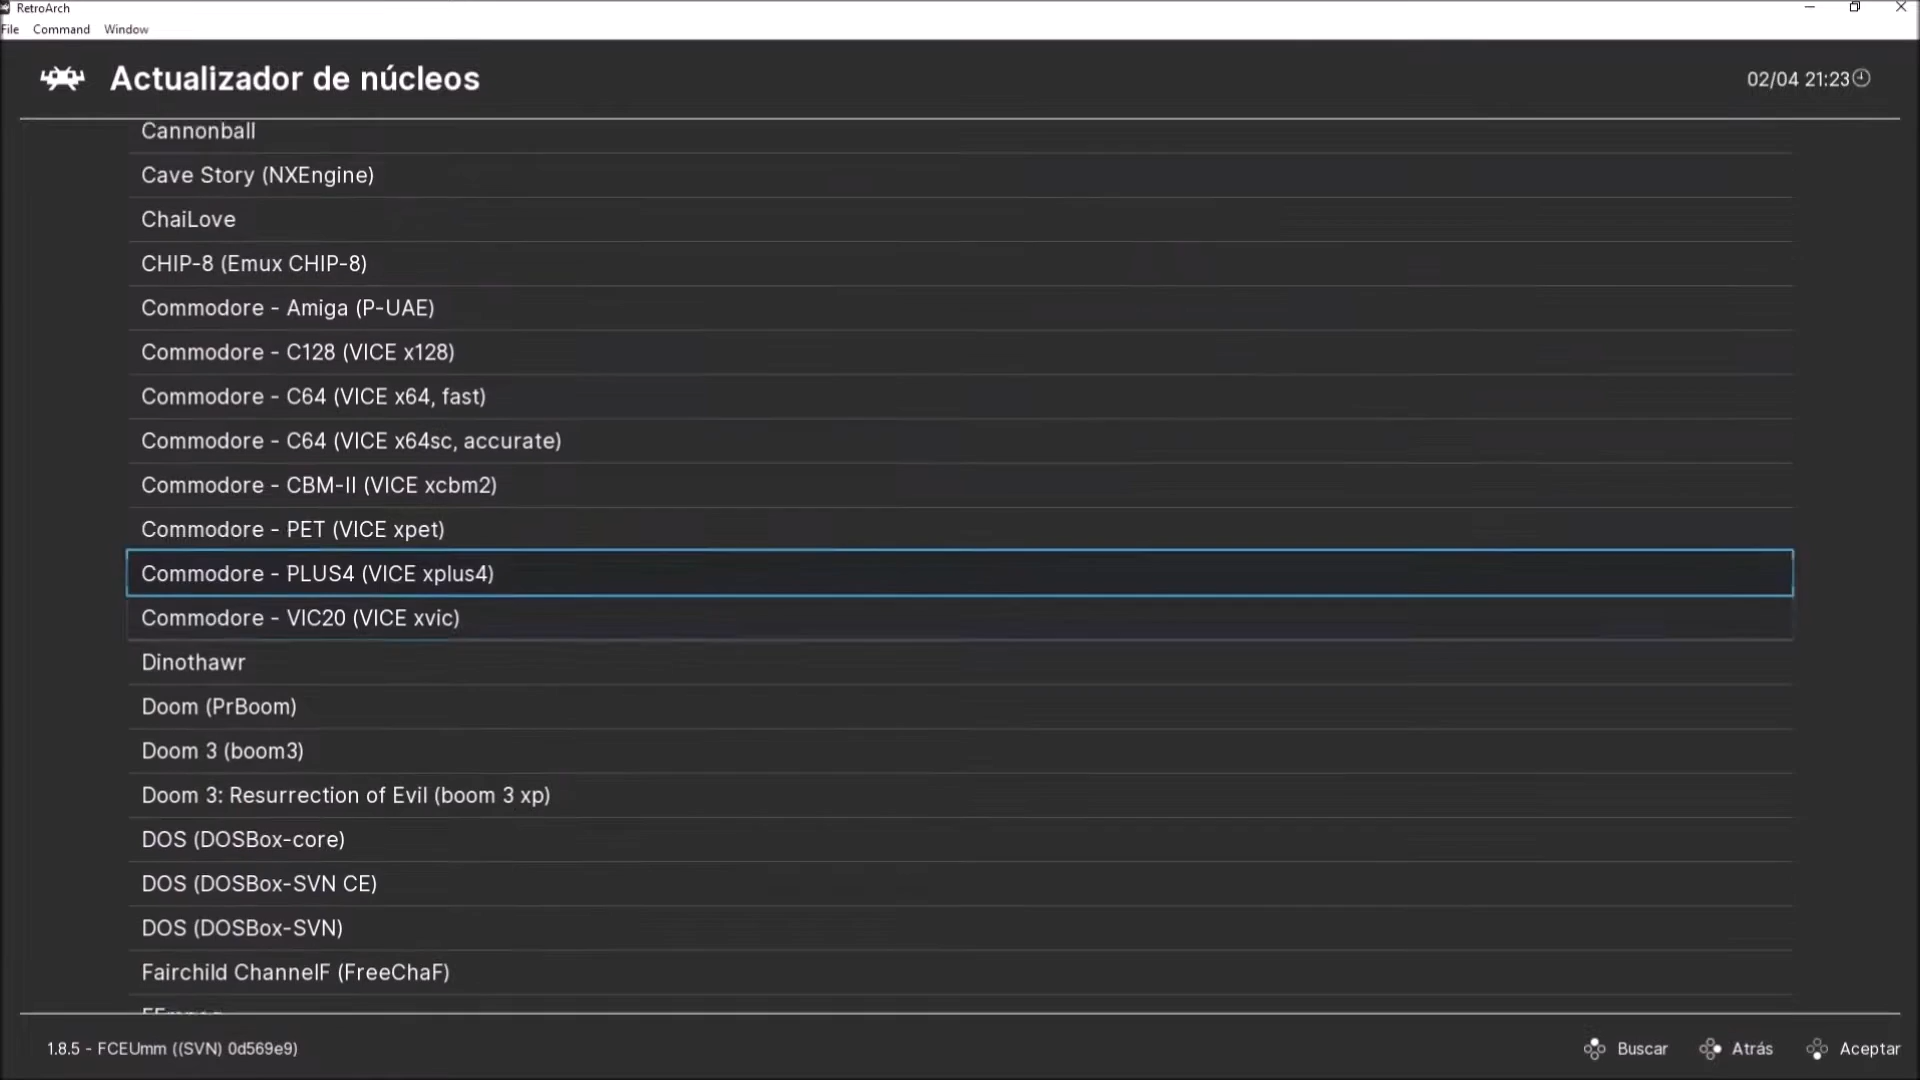 RetroArch
File Command Window
Actualizador de núcleos
02/04 21:23
Cannonball
Cave Story (NXEngine)
ChaiLove
CHIP-8 (Emux CHIP-8)
Commodore - Amiga (P-UAE)
Commodore - C128 (VICE x128)
Commodore - C64 (VICE x64, fast)
Commodore - C64 (VICE x64sc, accurate)
Commodore - CBM-II (VICE xcbm2)
Commodore - PET (VICE xpet)
Commodore - PLUS4 (VICE xplus4)
Commodore - VIC20 (VICE xvic)
Dinothawr
Doom (PrBoom)
Doom 3 (boom3)
Doom 3: Resurrection of Evil (boom 3 xp)
DOS (DOSBox-core)
DOS (DOSBox-SVN CE)
DOS (DOSBox-SVN)
Fairchild ChannelF (FreeChaF)
1.8.5 - FCEUmm ((SVN) 0d569e9)
Buscar Atrás Aceptar